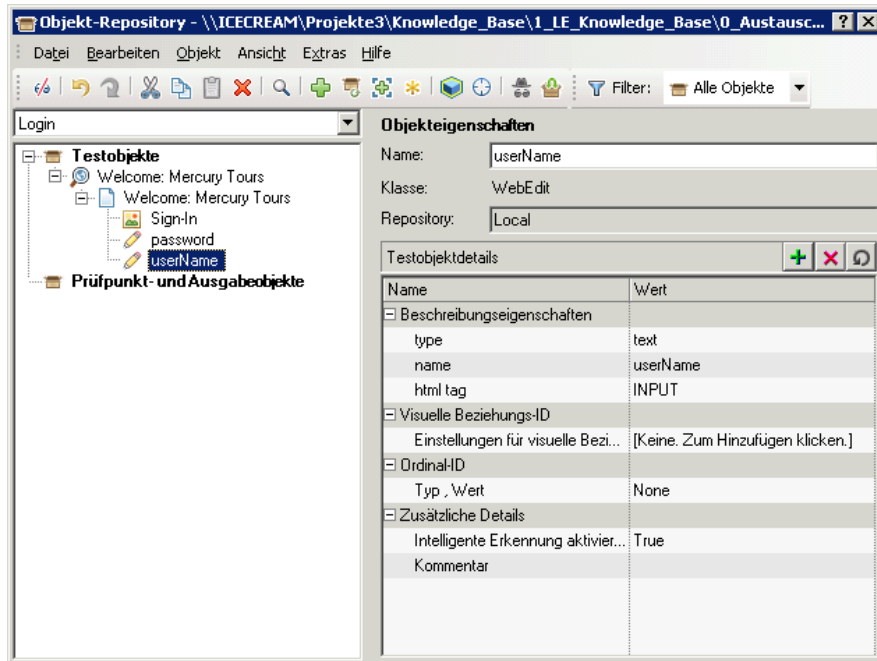 Objekt-Repository - \\ICECREAM\Projekte3\Knowledge_Base\1_LE_Knowledge_Base\0_Austausc...
Datei Bearbeiten Objekt Ansicht Extras Hilfe
Filter: Alle Objekte
Login
Testobjekte
Welcome: Mercury Tours
Welcome: Mercury Tours
Sign-In
password
userName
Prüfpunkt- und Ausgabeobjekte
Objekteigenschaften
Name: userName
Klasse: WebEdit
Repository: Local
Testobjektdetails
Name Wert
Beschreibungseigenschaften
type text
name userName
html tag INPUT
Visuelle Beziehungs-ID
Einstellungen für visuelle Bezi... [Keine. Zum Hinzufügen klicken.]
Ordinal-ID
Typ , Wert None
Zusätzliche Details
Intelligente Erkennung aktivier... True
Kommentar